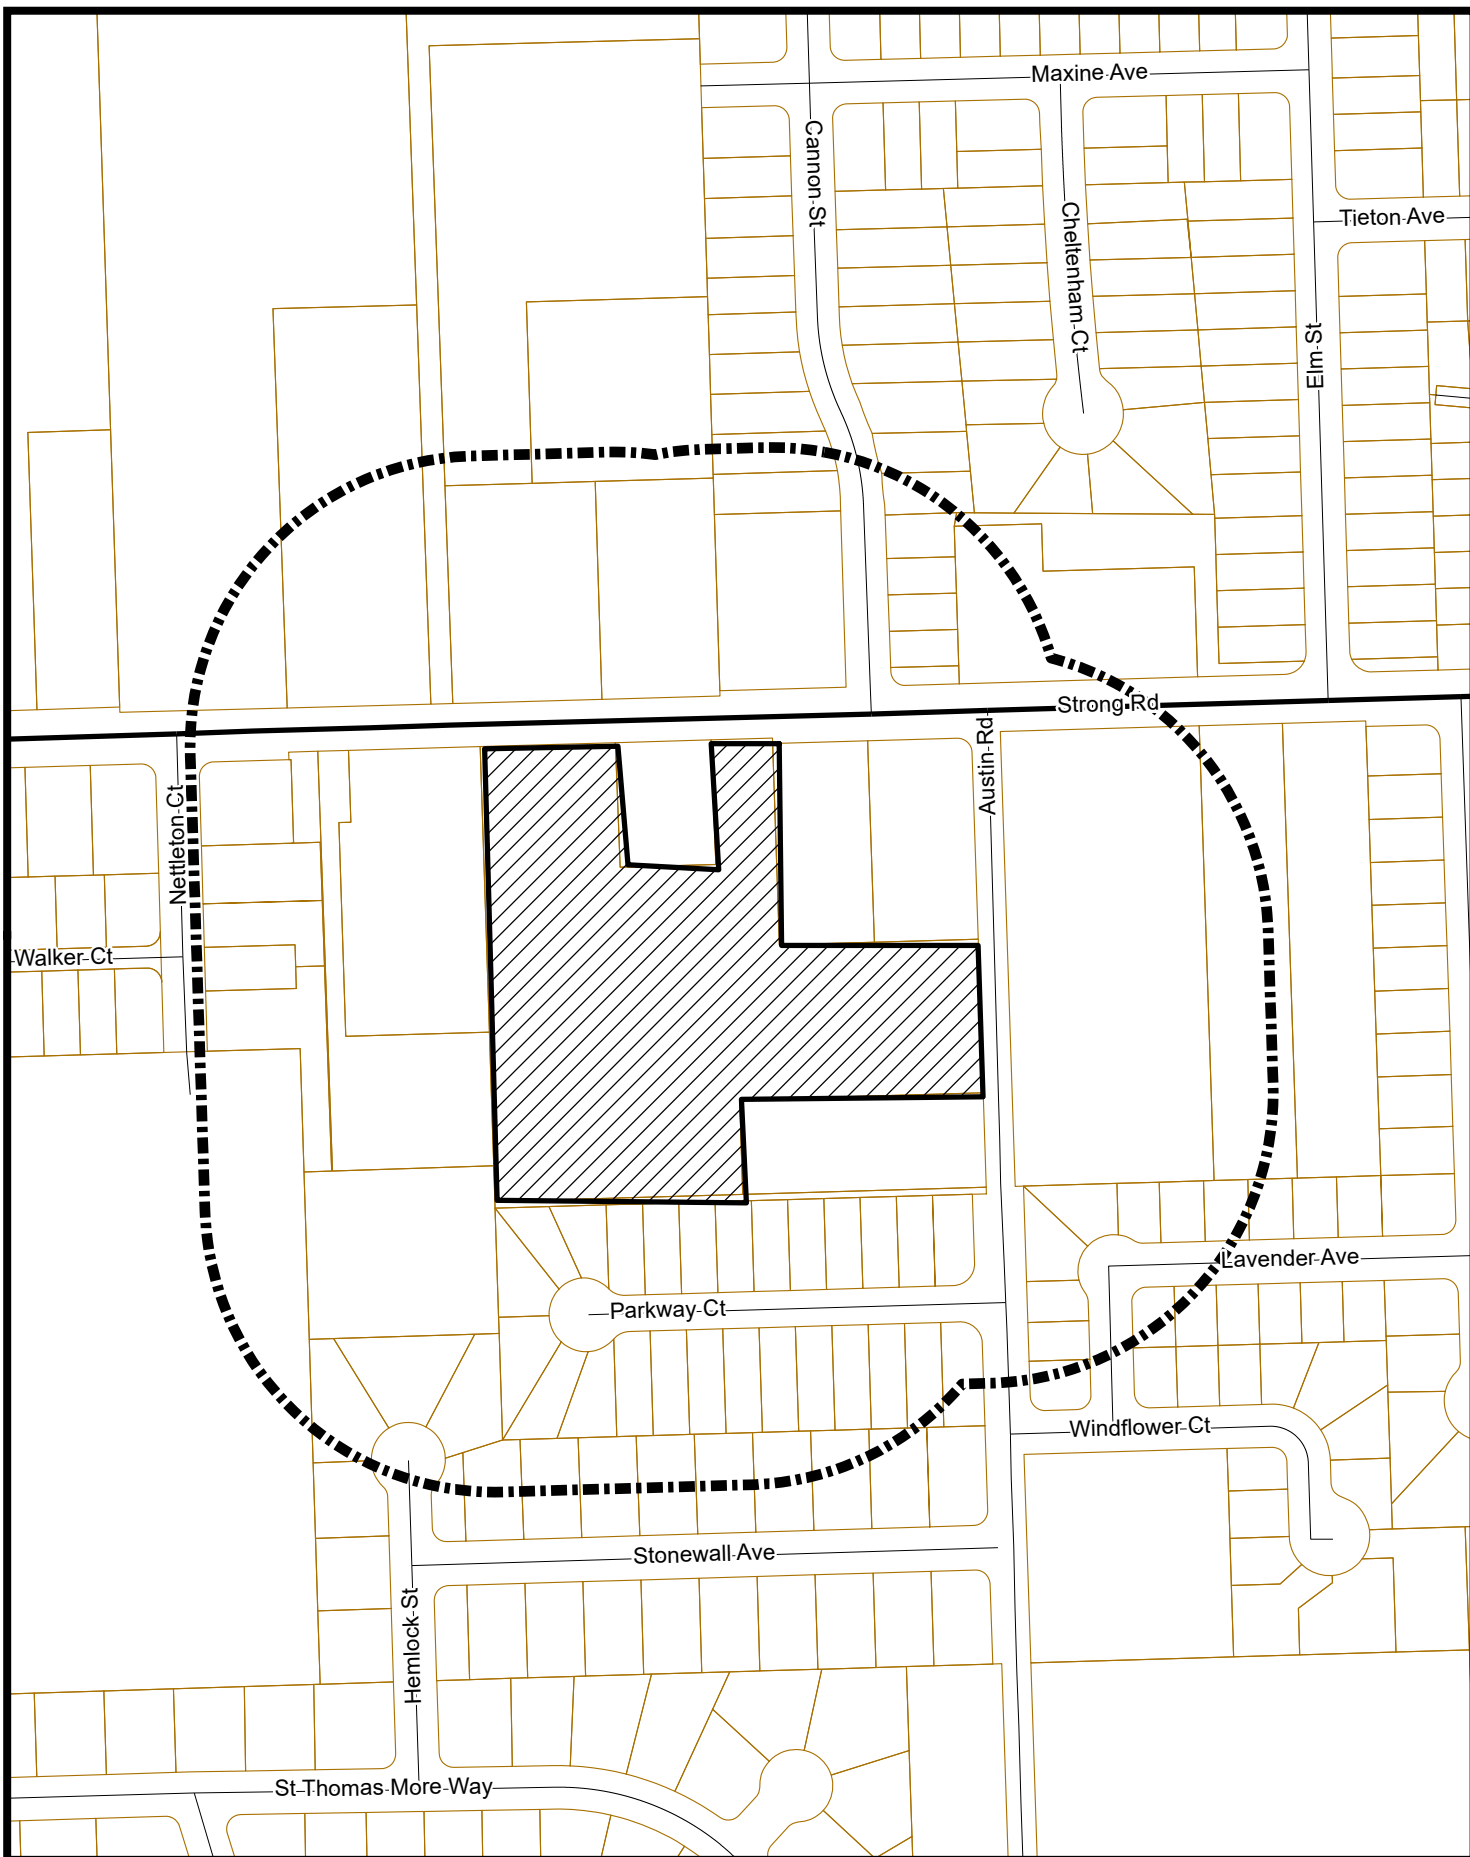 Maxine Ave
Cannon St
Cheltenham Ct
Tieton Ave
Elm St
Strong Rd
Austin Rd
Nettleton Ct
Walker Ct
Lavender Ave
Parkway Ct
Windflower Ct
Stonewall Ave
Hemlock St
St Thomas More Way